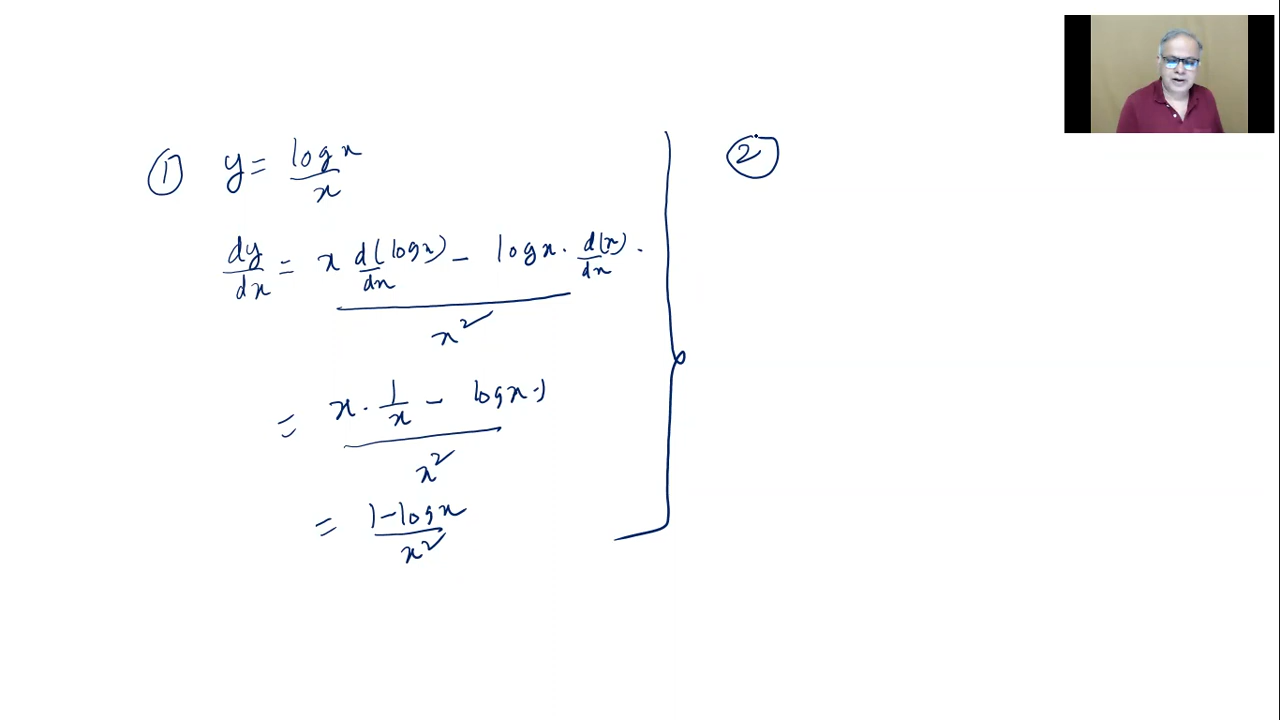 ① y = log x / x
dy/dx = (x d(log x)/dx - log x · d(x)/dx) / x²
= (x · 1/x - log x · 1) / x²
= (1 - log x) / x²
②